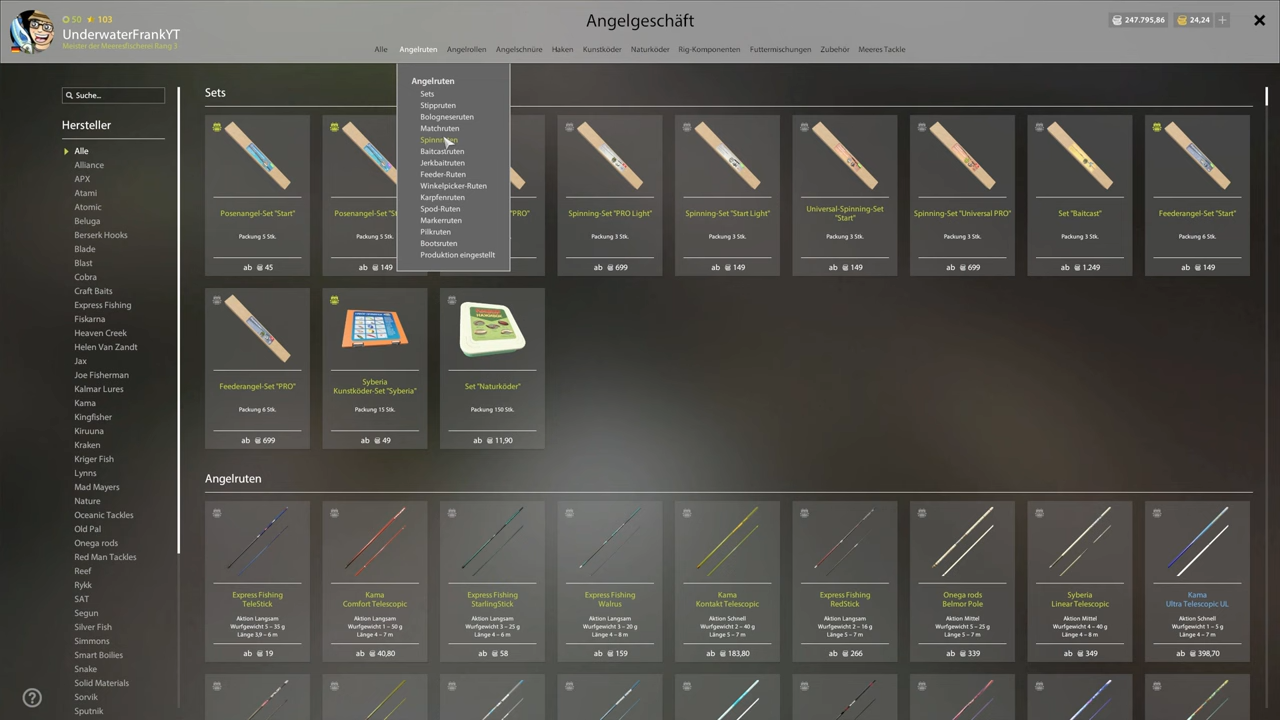 50 103
UnderwaterFrankYT
Meister der Meeresfischerei Rang 3
Angelgeschäft
247.795,86
24,24
Alle
Angelruten
Angelrollen
Angelschnüre
Haken
Kunstköder
Naturköder
Rig-Komponenten
Futtermischungen
Zubehör
Meeres Tackle
Suche...
Hersteller
Alle
Alliance
APX
Atami
Atomic
Beluga
Berserk Hooks
Blade
Blast
Cobra
Craft Baits
Express Fishing
Fiskarna
Heaven Creek
Helen Van Zandt
Jax
Joe Fisherman
Kalmar Lures
Kama
Kingfisher
Kiruuna
Kraken
Kriger Fish
Lynns
Mad Mayers
Nature
Oceanic Tackles
Old Pal
Onega rods
Red Man Tackles
Reef
Rykk
SAT
Segun
Silver Fish
Simmons
Smart Boilies
Snake
Solid Materials
Sorvik
Sputnik
Angelruten
Sets
Stippruten
Bologneseruten
Matchruten
Baitcastruten
Jerkbaitruten
Feeder-Ruten
Winkelpicker-Ruten
Karpfenruten
Spod-Ruten
Markerruten
Pilkruten
Bootsruten
Produktion eingestellt
Sets
Posenangel-Set "Start"
Packung 5 Stk.
ab 45
Posenangel-Set
Packung 5 Stk.
ab 149
"PRO"
Spinning-Set "PRO Light"
Packung 3 Stk.
ab 699
Spinning-Set "Start Light"
Packung 3 Stk.
ab 149
Universal-Spinning-Set
"Start"
Packung 3 Stk.
ab 149
Spinning-Set "Universal PRO"
Packung 3 Stk.
ab 699
Set "Baitcast"
Packung 3 Stk.
ab 1.249
Feederangel-Set "Start"
Packung 6 Stk.
ab 149
Feederangel-Set "PRO"
Packung 6 Stk.
ab 699
Syberia
Kunstköder-Set "Syberia"
Packung 15 Stk.
ab 49
Set "Naturköder"
Packung 150 Stk.
ab 11,90
Angelruten
Express Fishing
TeleStick
Aktion Langsam
Wurfgewicht 5 – 35 g
Länge 3,9 – 6 m
ab 19
Kama
Comfort Telescopic
Aktion Langsam
Wurfgewicht 1 – 50 g
Länge 4 – 7 m
ab 40,80
Express Fishing
StarlingStick
Aktion Langsam
Wurfgewicht 3 – 25 g
Länge 4 – 6 m
ab 58
Express Fishing
Walrus
Aktion Langsam
Wurfgewicht 3 – 20 g
Länge 4 – 8 m
ab 159
Kama
Kontakt Telescopic
Aktion Schnell
Wurfgewicht 2 – 40 g
Länge 5 – 7 m
ab 183,80
Express Fishing
RedStick
Aktion Langsam
Wurfgewicht 2 – 16 g
Länge 5 – 7 m
ab 266
Onega rods
Belmor Pole
Aktion Mittel
Wurfgewicht 5 – 25 g
Länge 5 – 7 m
ab 339
Syberia
Linear Telescopic
Aktion Mittel
Wurfgewicht 4 – 40 g
Länge 4 – 8 m
ab 349
Kama
Ultra Telescopic UL
Aktion Schnell
Wurfgewicht 1 – 5 g
Länge 4 – 7 m
ab 398,70